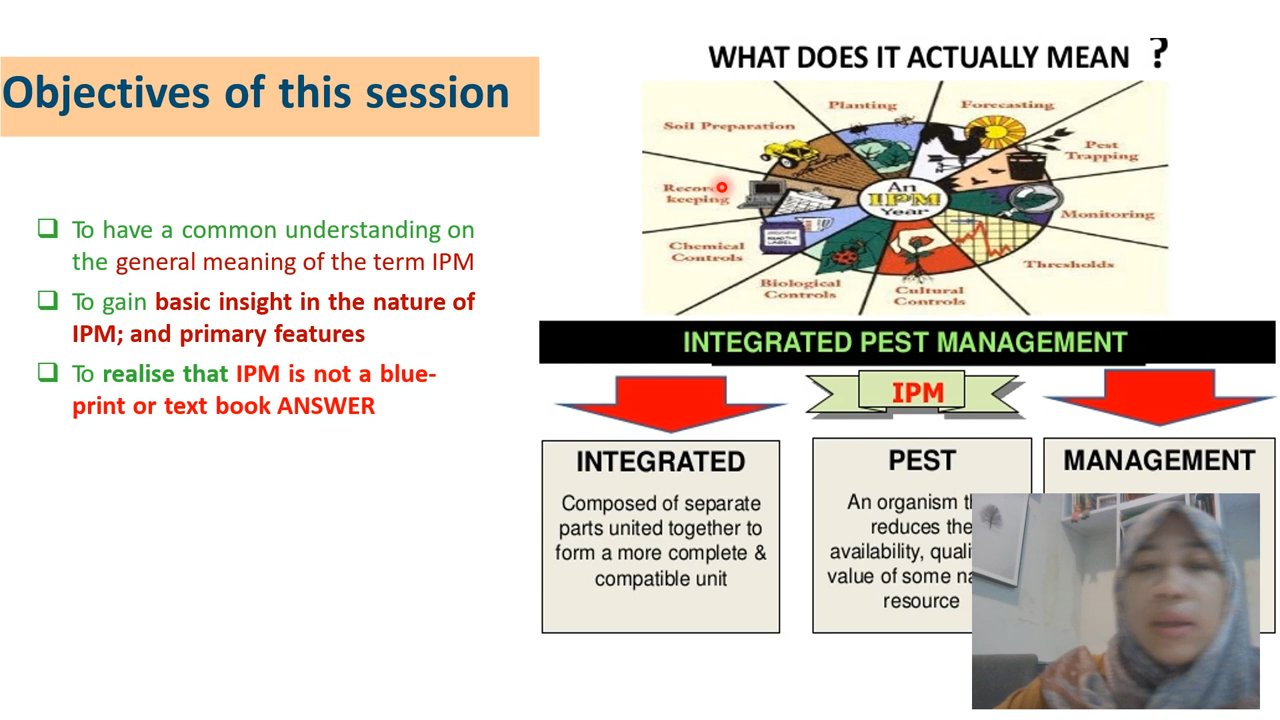 Objectives of this session
To have a common understanding on
the general meaning of the term IPM
To gain basic insight in the nature of
IPM; and primary features
To realise that IPM is not a blue-
print or text book ANSWER
WHAT DOES IT ACTUALLY MEAN ?
Planting
Forecasting
Soil Preparation
Pest
Trapping
Record
keeping
An
IPM
Year
Monitoring
Chemical
Controls
Thresholds
Biological
Controls
Cultural
Controls
INTEGRATED PEST MANAGEMENT
IPM
INTEGRATED
Composed of separate
parts united together to
form a more complete &
compatible unit
PEST
An organism
reduces the
availability,
value of some
resource
MANAGEMENT